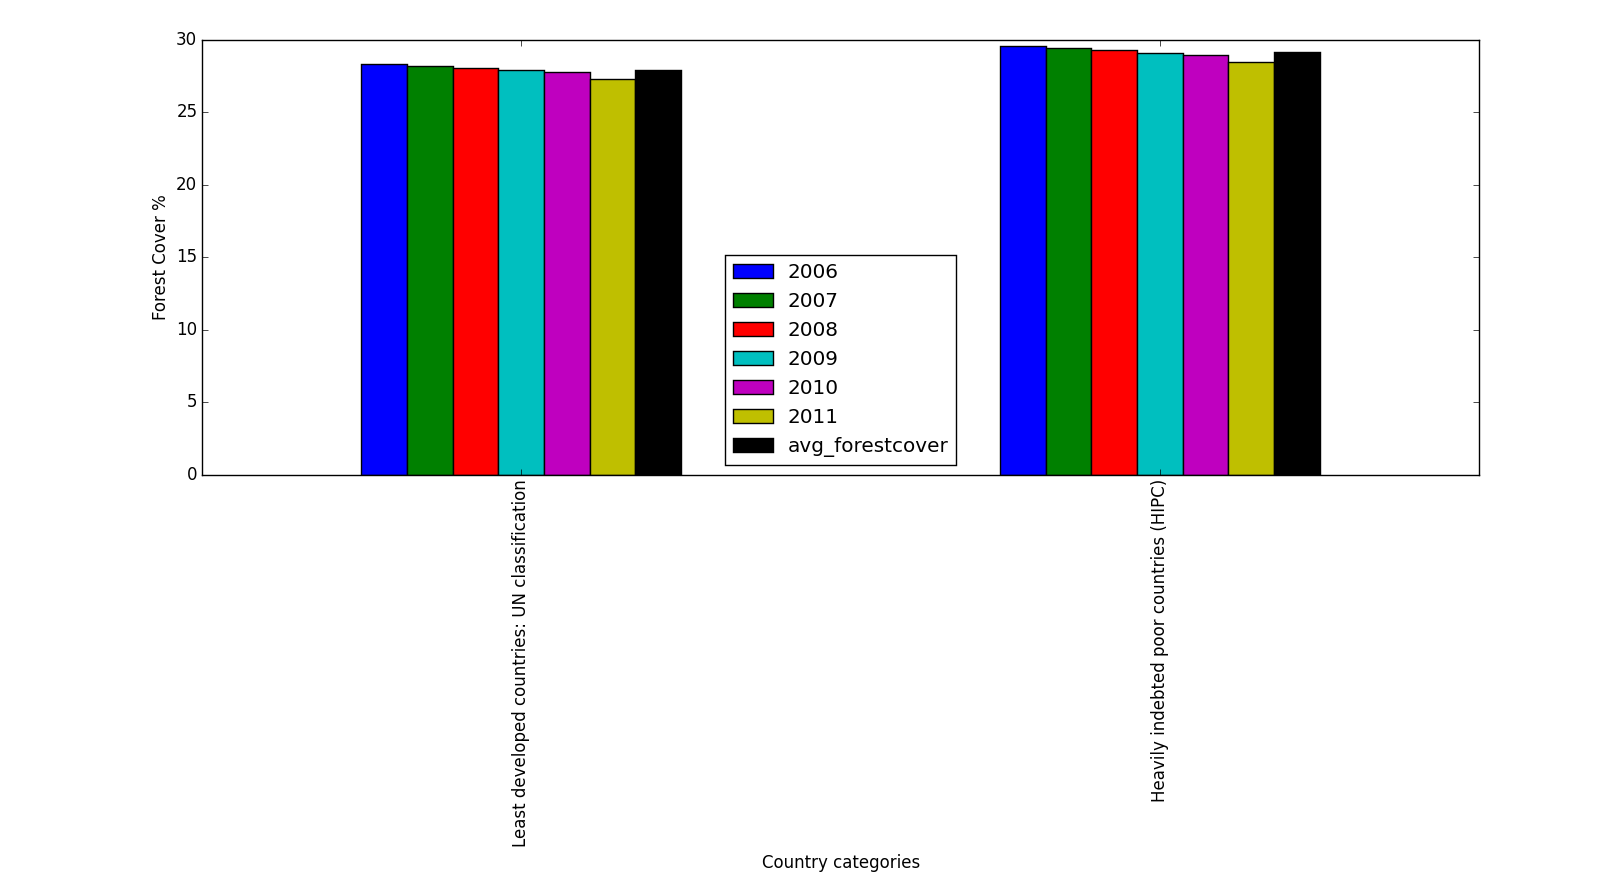 30
25
20
15
10
5
0
Forest Cover %
2006
2007
2008
2009
2010
2011
avg_forestcover
Least developed countries: UN classification
Heavily indebted poor countries (HIPC)
Country categories